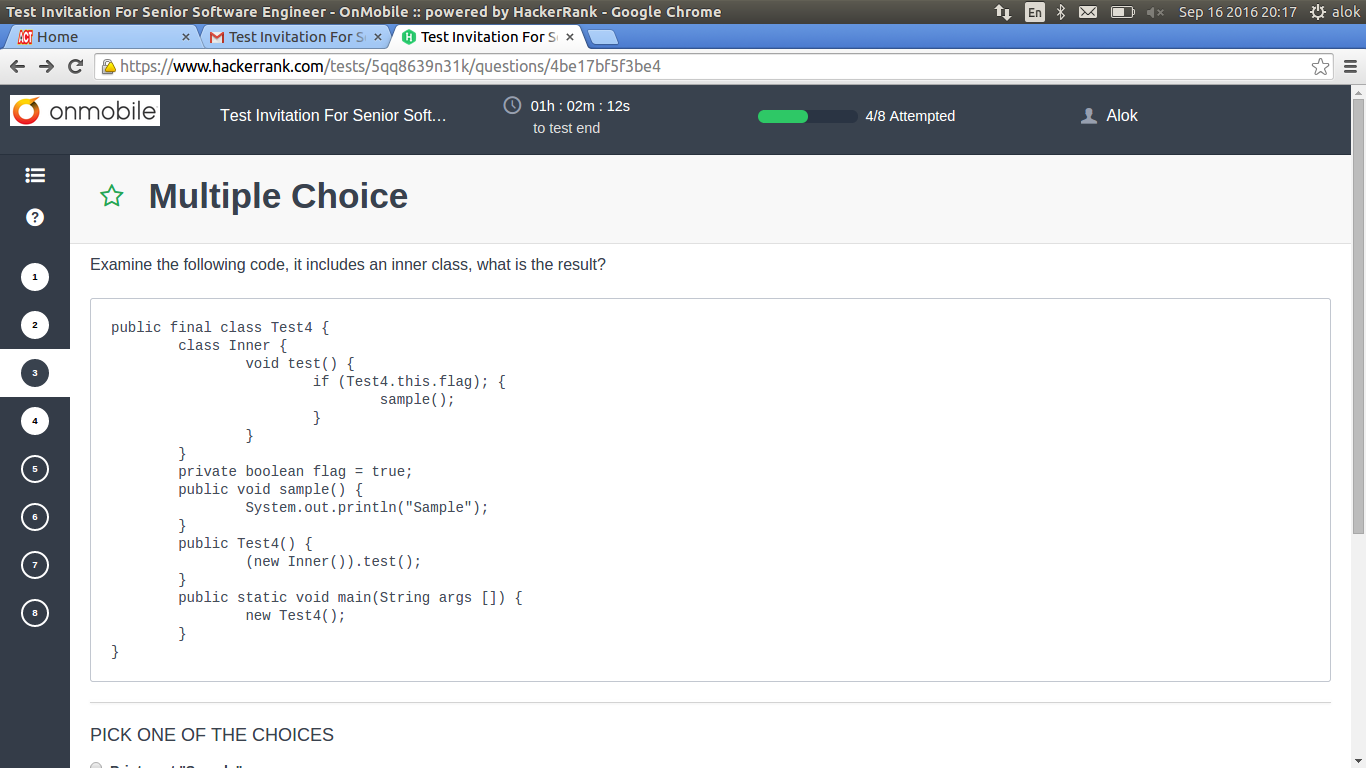 Test Invitation For Senior Software Engineer - OnMobile :: powered by HackerRank - Google Chrome
En
Sep 16 2016 20:17
alok
ACT Home ×
Test Invitation For S ×
Test Invitation For S ×
https://www.hackerrank.com/tests/5qq8639n31k/questions/4be17bf5f3be4
onmobile
Test Invitation For Senior Soft...
01h : 02m : 12s
to test end
4/8 Attempted
Alok
?
1
2
3
4
5
6
7
8
Multiple Choice
Examine the following code, it includes an inner class, what is the result?
public final class Test4 {
class Inner {
void test() {
if (Test4.this.flag); {
sample();
}
}
}
private boolean flag = true;
public void sample() {
System.out.println("Sample");
}
public Test4() {
(new Inner()).test();
}
public static void main(String args []) {
new Test4();
}
}
PICK ONE OF THE CHOICES